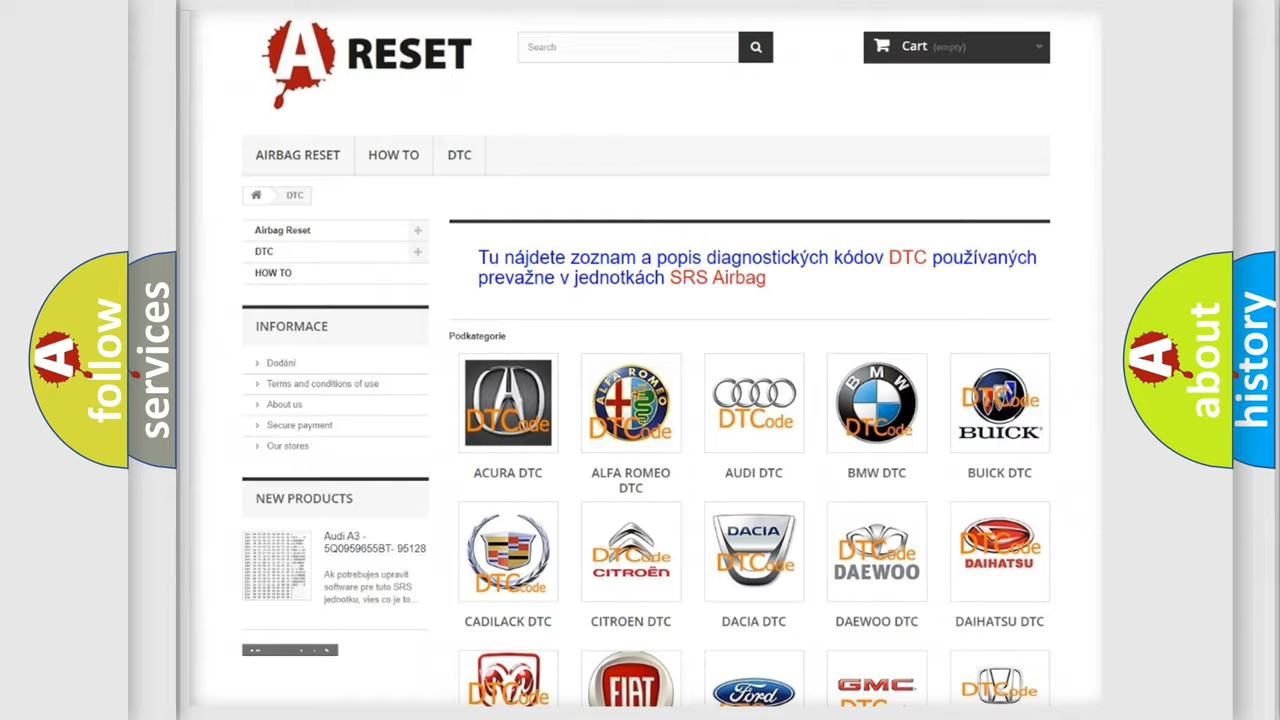 A RESET
Search
Cart (empty)
AIRBAG RESET
HOW TO
DTC
DTC
Airbag Reset
DTC
HOW TO
INFORMACE
Dodání
Terms and conditions of use
About us
Secure payment
Our stores
NEW PRODUCTS
Audi A3 -
5Q0959655BT- 95128
Ak potrebujes upravit
software pre tuto SRS
jednotku, vies co je to...
Tu nájdete zoznam a popis diagnostických kódov DTC používaných
prevažne v jednotkách SRS Airbag
Podkategorie
DTCode
ALFA ROMEO
DTCode
DTCode
BMW
DTCode
DTCode
BUICK
ACURA DTC
ALFA ROMEO
DTC
AUDI DTC
BMW DTC
BUICK DTC
DTCode
DTCode
CITROËN
DACIA
DTCode
DTCode
DAEWOO
DTCode
DAIHATSU
CADILACK DTC
CITROEN DTC
DACIA DTC
DAEWOO DTC
DAIHATSU DTC
DTCode
FIAT
Ford
GMC
DTCode
A follow
services
A about
history